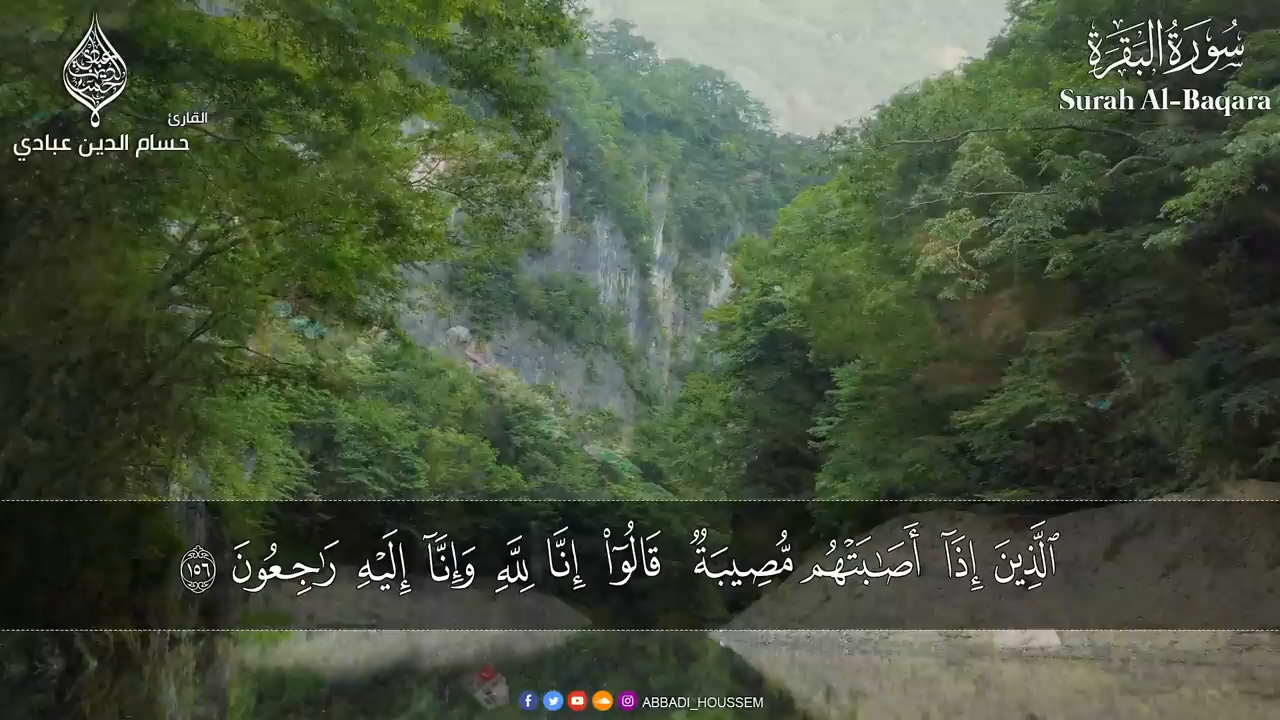 سُورَةُ البَقَرَة
Surah Al-Baqara
القارئ
حسام الدين عبادي
ٱلَّذِينَ إِذَآ أَصَـٰبَتْهُم مُّصِيبَةٌ قَالُوٓا۟ إِنَّا لِلَّهِ وَإِنَّآ إِلَيْهِ رَٰجِعُونَ ١٥٦
ABBADI_HOUSSEM